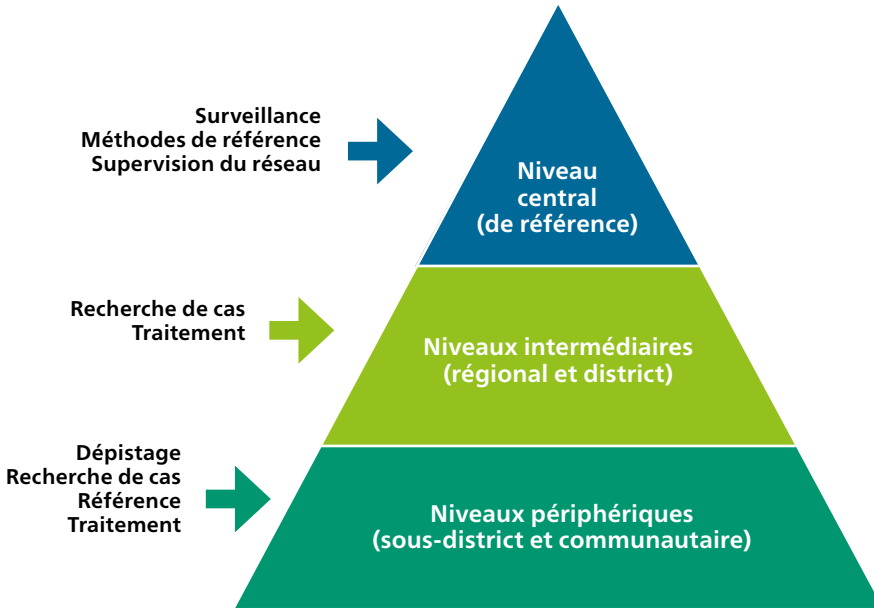 Surveillance
Méthodes de référence
Supervision du réseau
Niveau
central
(de référence)
Recherche de cas
Traitement
Niveaux intermédiaires
(régional et district)
Dépistage
Recherche de cas
Référence
Traitement
Niveaux périphériques
(sous-district et communautaire)